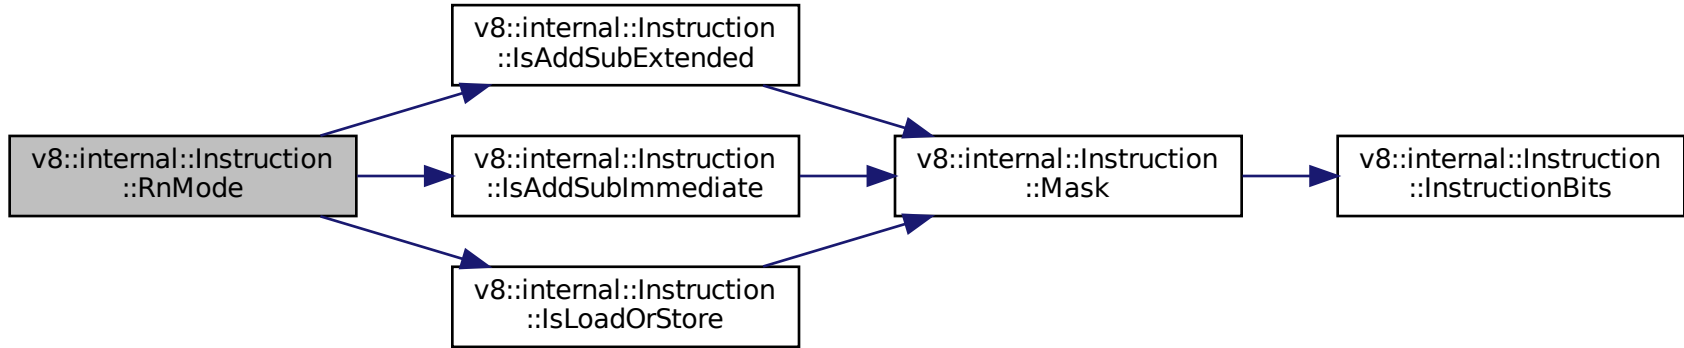 v8::internal::Instruction
::IsAddSubExtended
v8::internal::Instruction
::RnMode
v8::internal::Instruction
::IsAddSubImmediate
v8::internal::Instruction
::Mask
v8::internal::Instruction
::InstructionBits
v8::internal::Instruction
::IsLoadOrStore